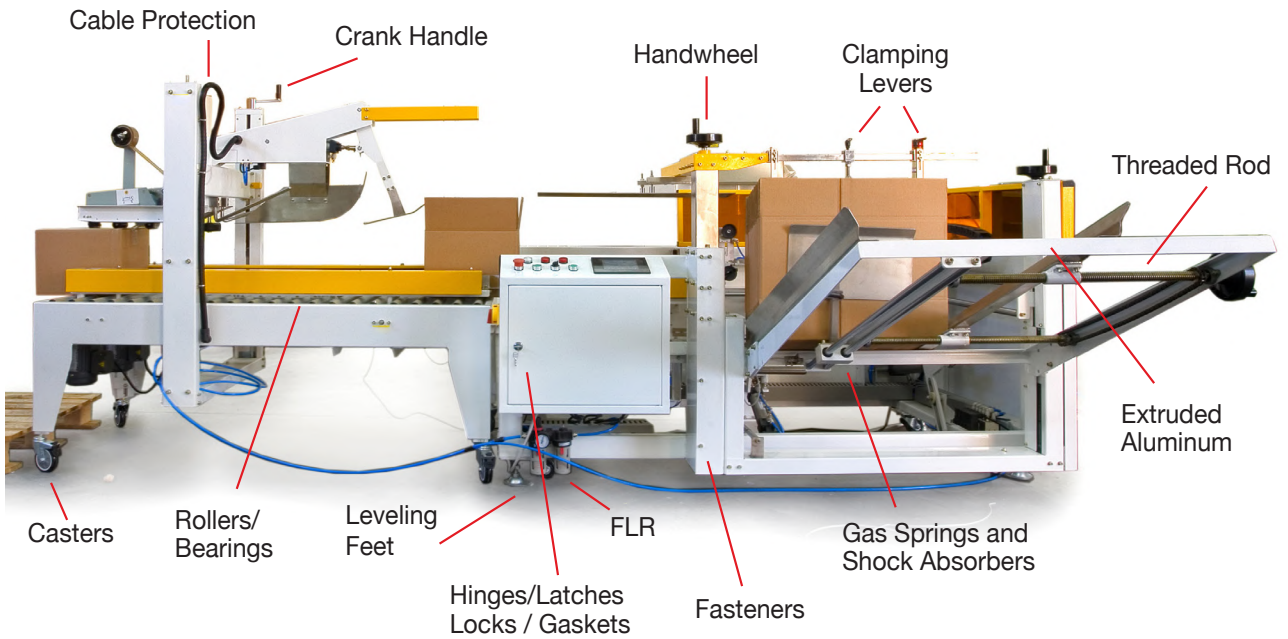 Cable Protection
Crank Handle
Handwheel
Clamping
Levers
Threaded Rod
Extruded
Aluminum
Casters
Rollers/
Bearings
Leveling
Feet
FLR
Hinges/Latches
Locks / Gaskets
Fasteners
Gas Springs and
Shock Absorbers